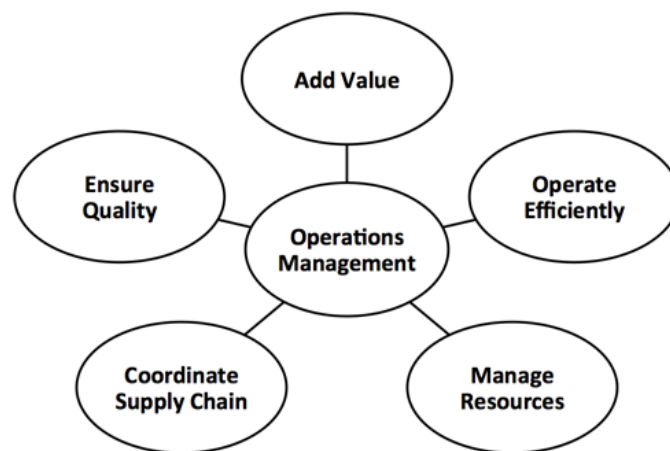 Add Value
Ensure
Quality
Operate
Efficiently
Operations
Management
Coordinate
Supply Chain
Manage
Resources